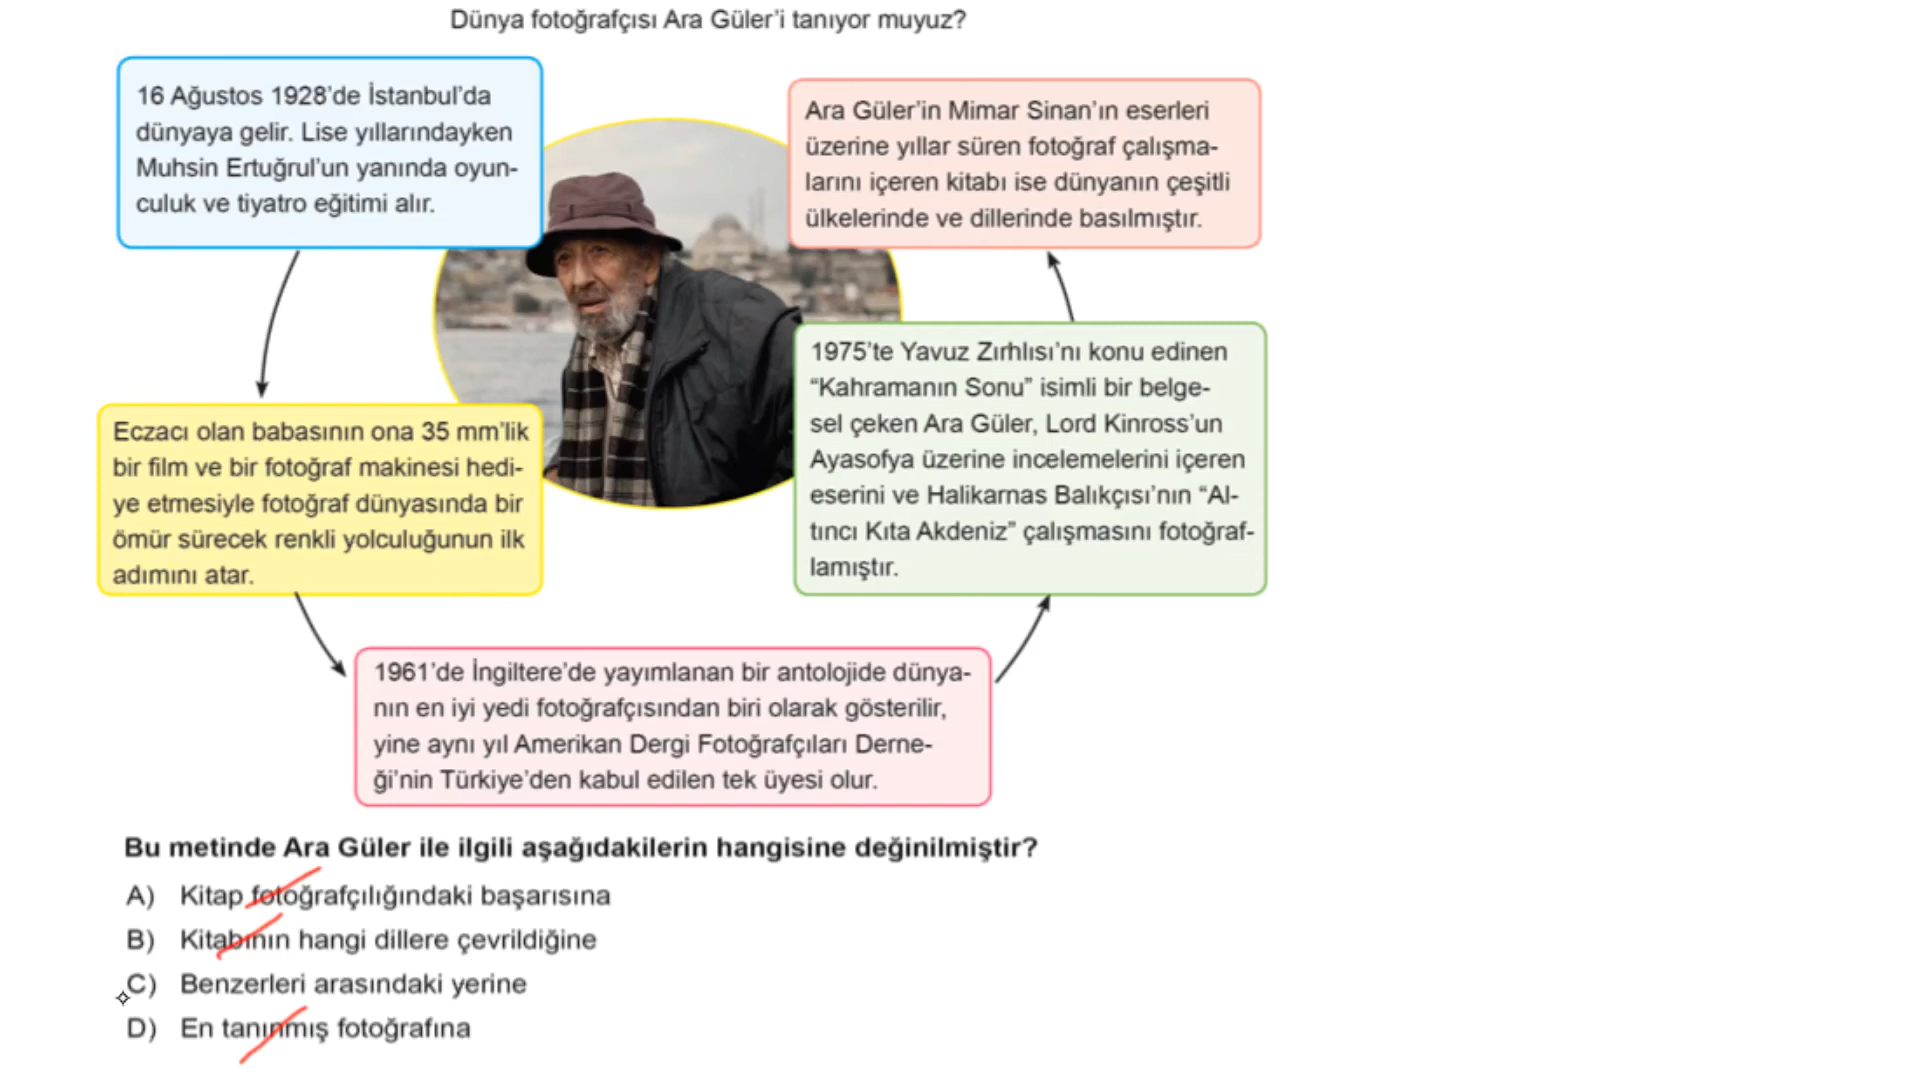 Dünya fotoğrafçısı Ara Güler’i tanıyor muyuz?
16 Ağustos 1928’de İstanbul’da
dünyaya gelir. Lise yıllarındayken
Muhsin Ertuğrul’un yanında oyun-
culuk ve tiyatro eğitimi alır.
Eczacı olan babasının ona 35 mm’lik
bir film ve bir fotoğraf makinesi hedi-
ye etmesiyle fotoğraf dünyasında bir
ömür sürecek renkli yolculuğunun ilk
adımını atar.
1961’de İngiltere’de yayımlanan bir antolojide dünya-
nın en iyi yedi fotoğrafçısından biri olarak gösterilir,
yine aynı yıl Amerikan Dergi Fotoğrafçıları Derne-
ği’nin Türkiye’den kabul edilen tek üyesi olur.
1975’te Yavuz Zırhlısı’nı konu edinen
“Kahramanın Sonu” isimli bir belge-
sel çeken Ara Güler, Lord Kinross’un
Ayasofya üzerine incelemelerini içeren
eserini ve Halikarnas Balıkçısı’nın “Al-
tıncı Kıta Akdeniz” çalışmasını fotoğraf-
lamıştır.
Ara Güler’in Mimar Sinan’ın eserleri
üzerine yıllar süren fotoğraf çalışma-
larını içeren kitabı ise dünyanın çeşitli
ülkelerinde ve dillerinde basılmıştır.
Bu metinde Ara Güler ile ilgili aşağıdakilerin hangisine değinilmiştir?
A) Kitap fotoğrafçılığındaki başarısına
B) Kitabının hangi dillere çevrildiğine
C) Benzerleri arasındaki yerine
D) En tanınmış fotoğrafına